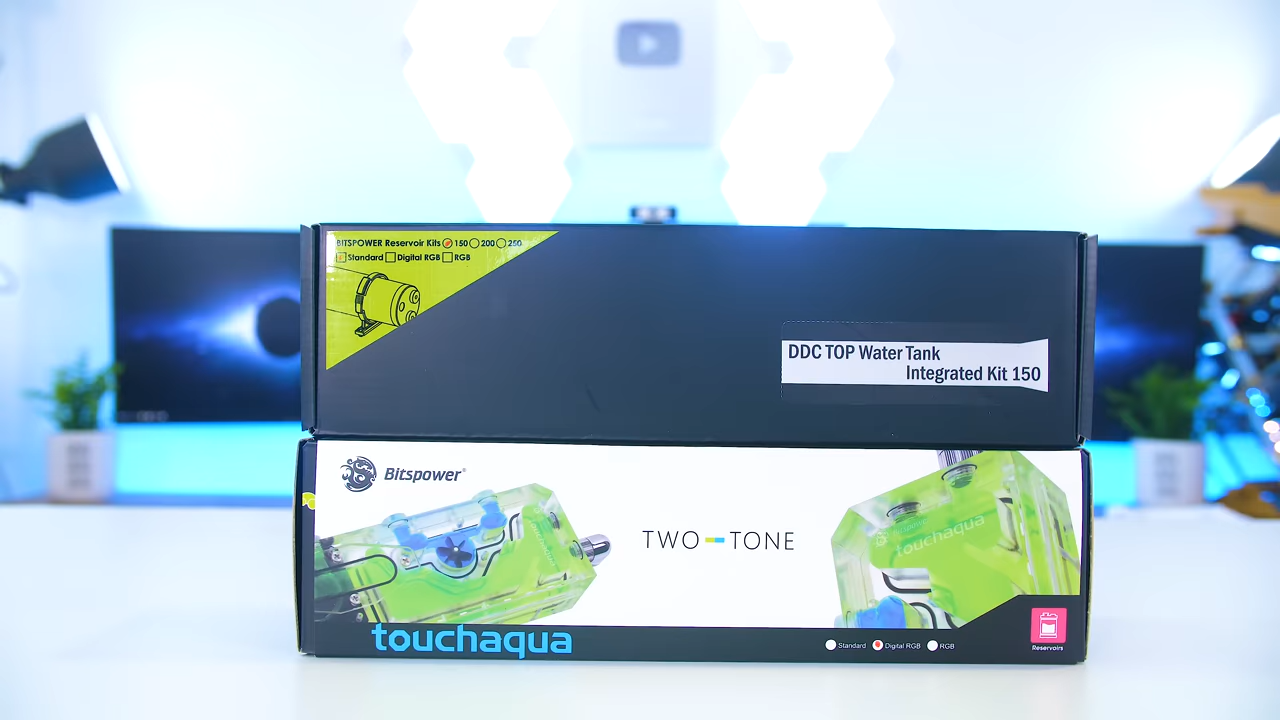 BITSPOWER Reservoir Kits 150 200 250
Standard Digital RGB RGB
DDC TOP Water Tank
Integrated Kit 150
Bitspower®
TWO-TONE
touchaqua
touchaqua
Standard Digital RGB RGB
Reservoirs